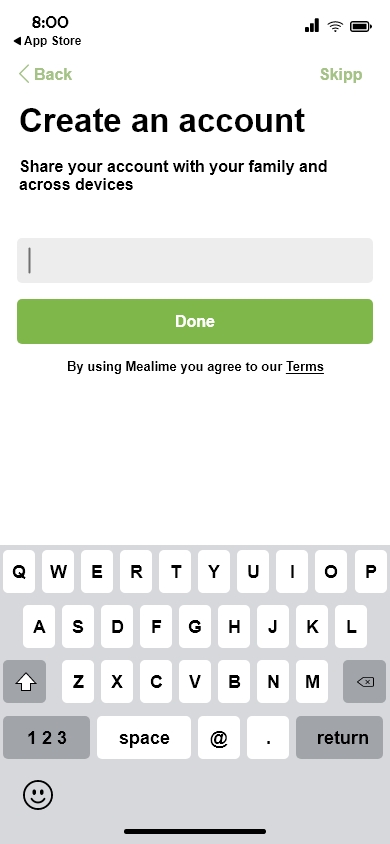 8:00
◀ App Store
Back
Skipp
Create an account
Share your account with your family and
across devices
Done
By using Mealime you agree to our Terms
Q W E R T Y U I O P
A S D F G H J K L
Z X C V B N M
1 2 3 space @ . return